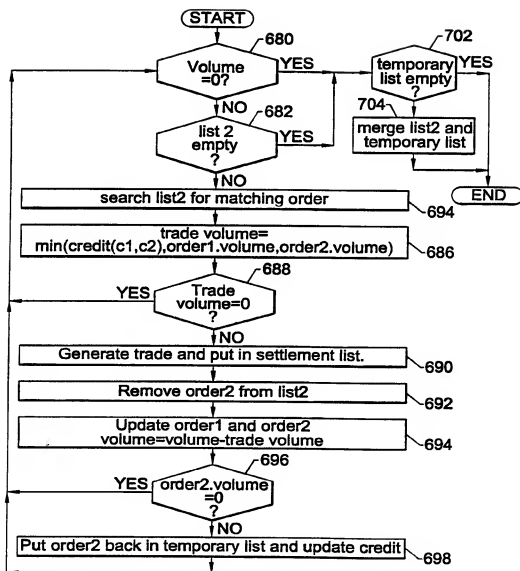 START
680
Volume
=0?
YES
702
temporary
list empty
?
YES
NO
682
list 2
empty
?
YES
704
merge list2 and
temporary list
END
NO
search list2 for matching order
694
trade volume=
min(credit(c1,c2),order1.volume,order2.volume)
686
688
YES
Trade
volume=0
?
NO
Generate trade and put in settlement list.
690
Remove order2 from list2
692
Update order1 and order2
volume=volume-trade volume
694
696
YES
order2.volume
=0
?
NO
Put order2 back in temporary list and update credit
698